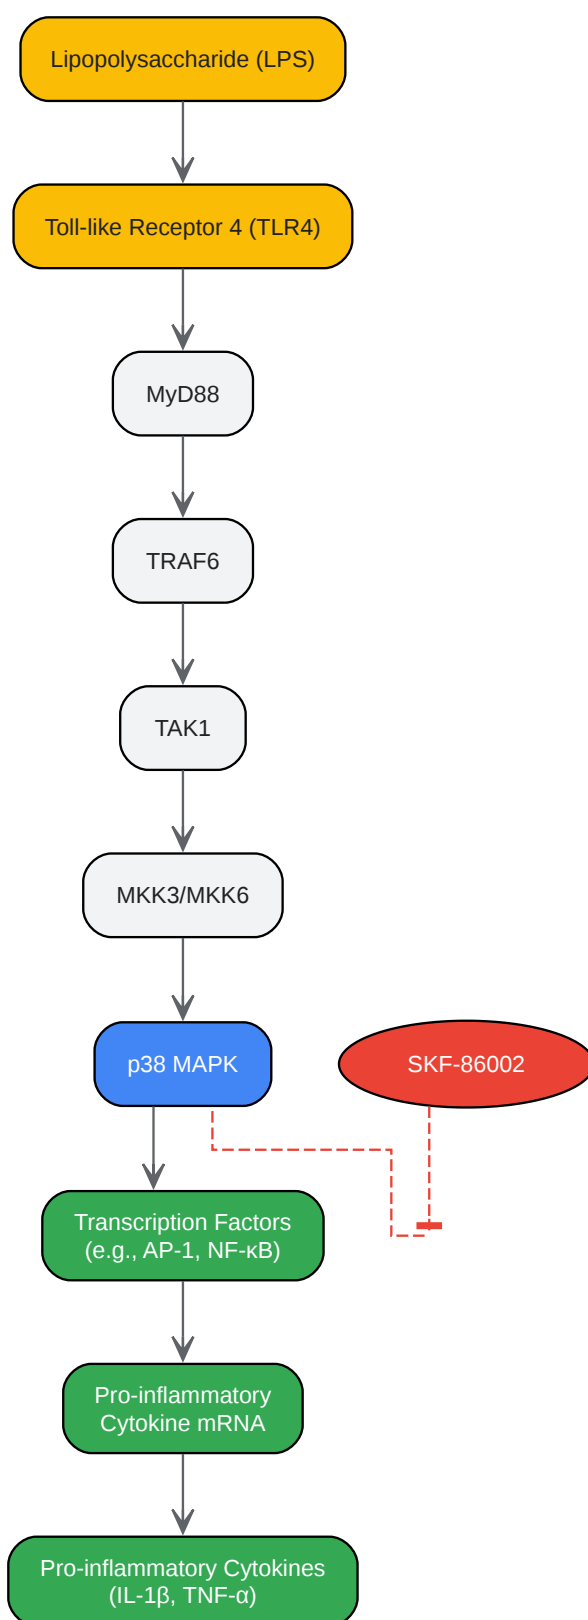 Lipopolysaccharide (LPS)
Toll-like Receptor 4 (TLR4)
MyD88
TRAF6
TAK1
MKK3/MKK6
p38 MAPK
SKF-86002
Transcription Factors
(e.g., AP-1, NF-κB)
Pro-inflammatory
Cytokine mRNA
Pro-inflammatory Cytokines
(IL-1β, TNF-α)